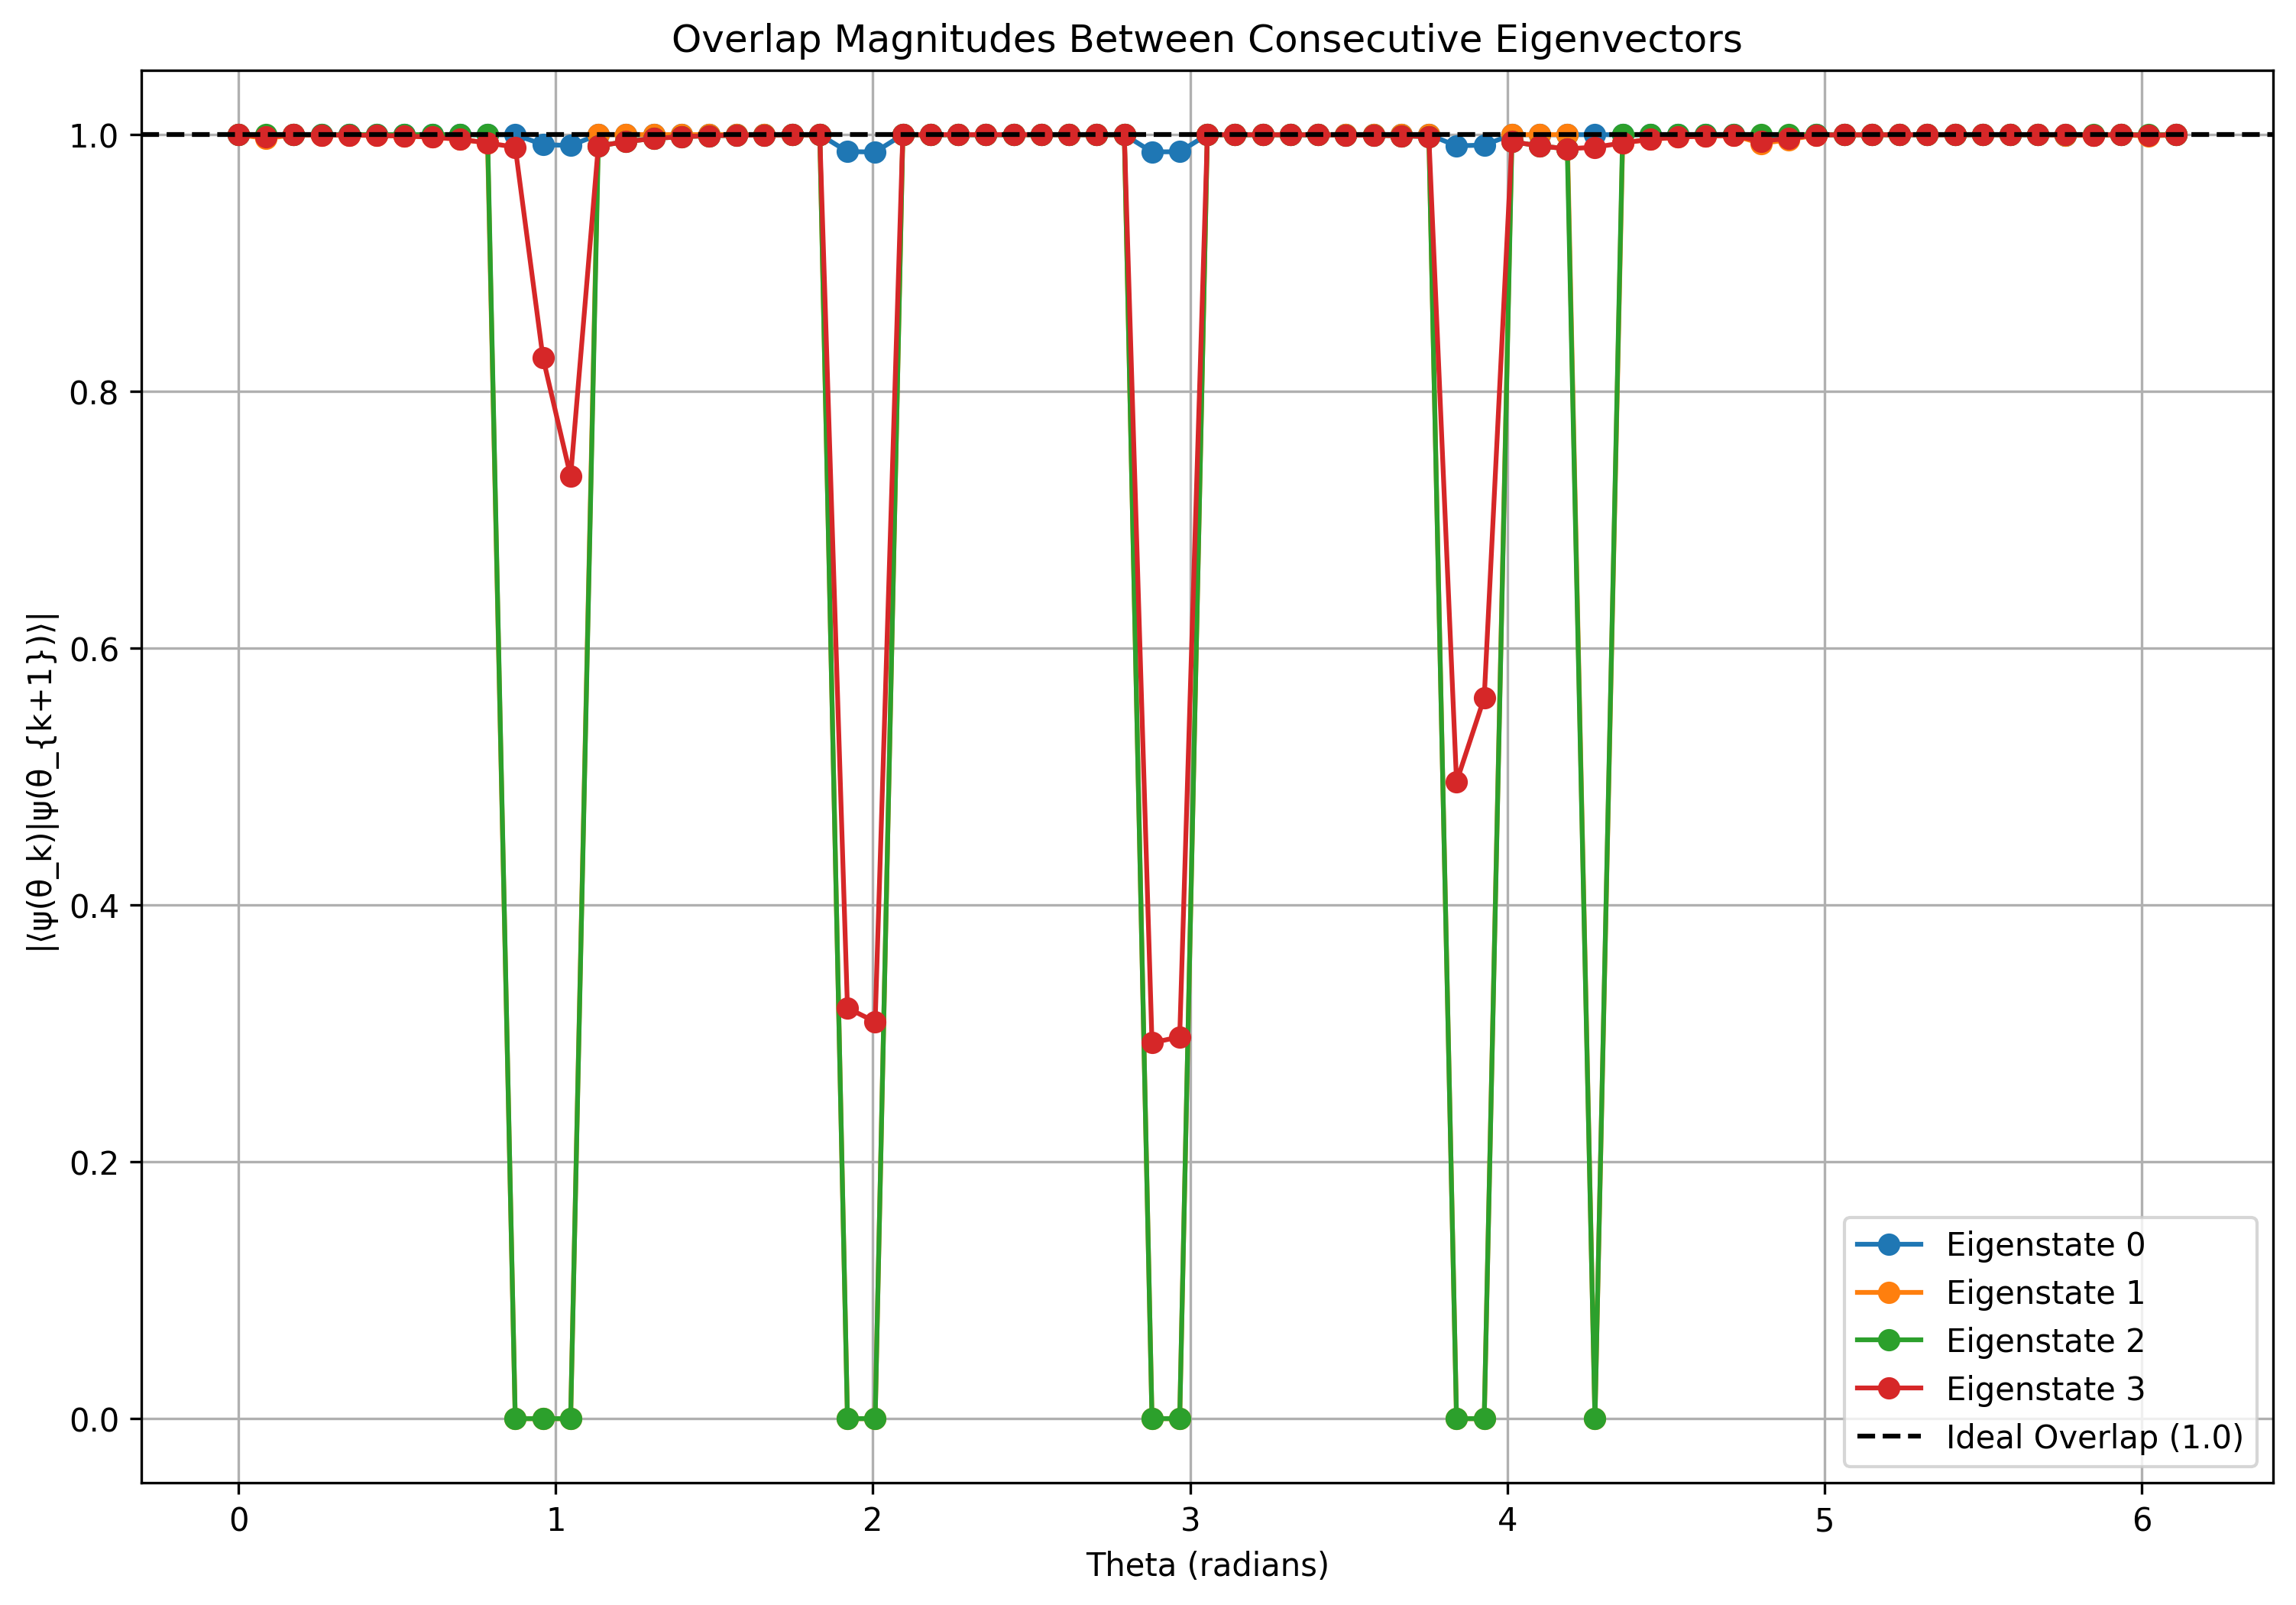 Overlap Magnitudes Between Consecutive Eigenvectors
|⟨ψ(θ_k)|ψ(θ_{k+1})⟩|
1.0
0.8
0.6
0.4
0.2
0.0
0 1 2 3 4 5 6
Theta (radians)
Eigenstate 0
Eigenstate 1
Eigenstate 2
Eigenstate 3
Ideal Overlap (1.0)